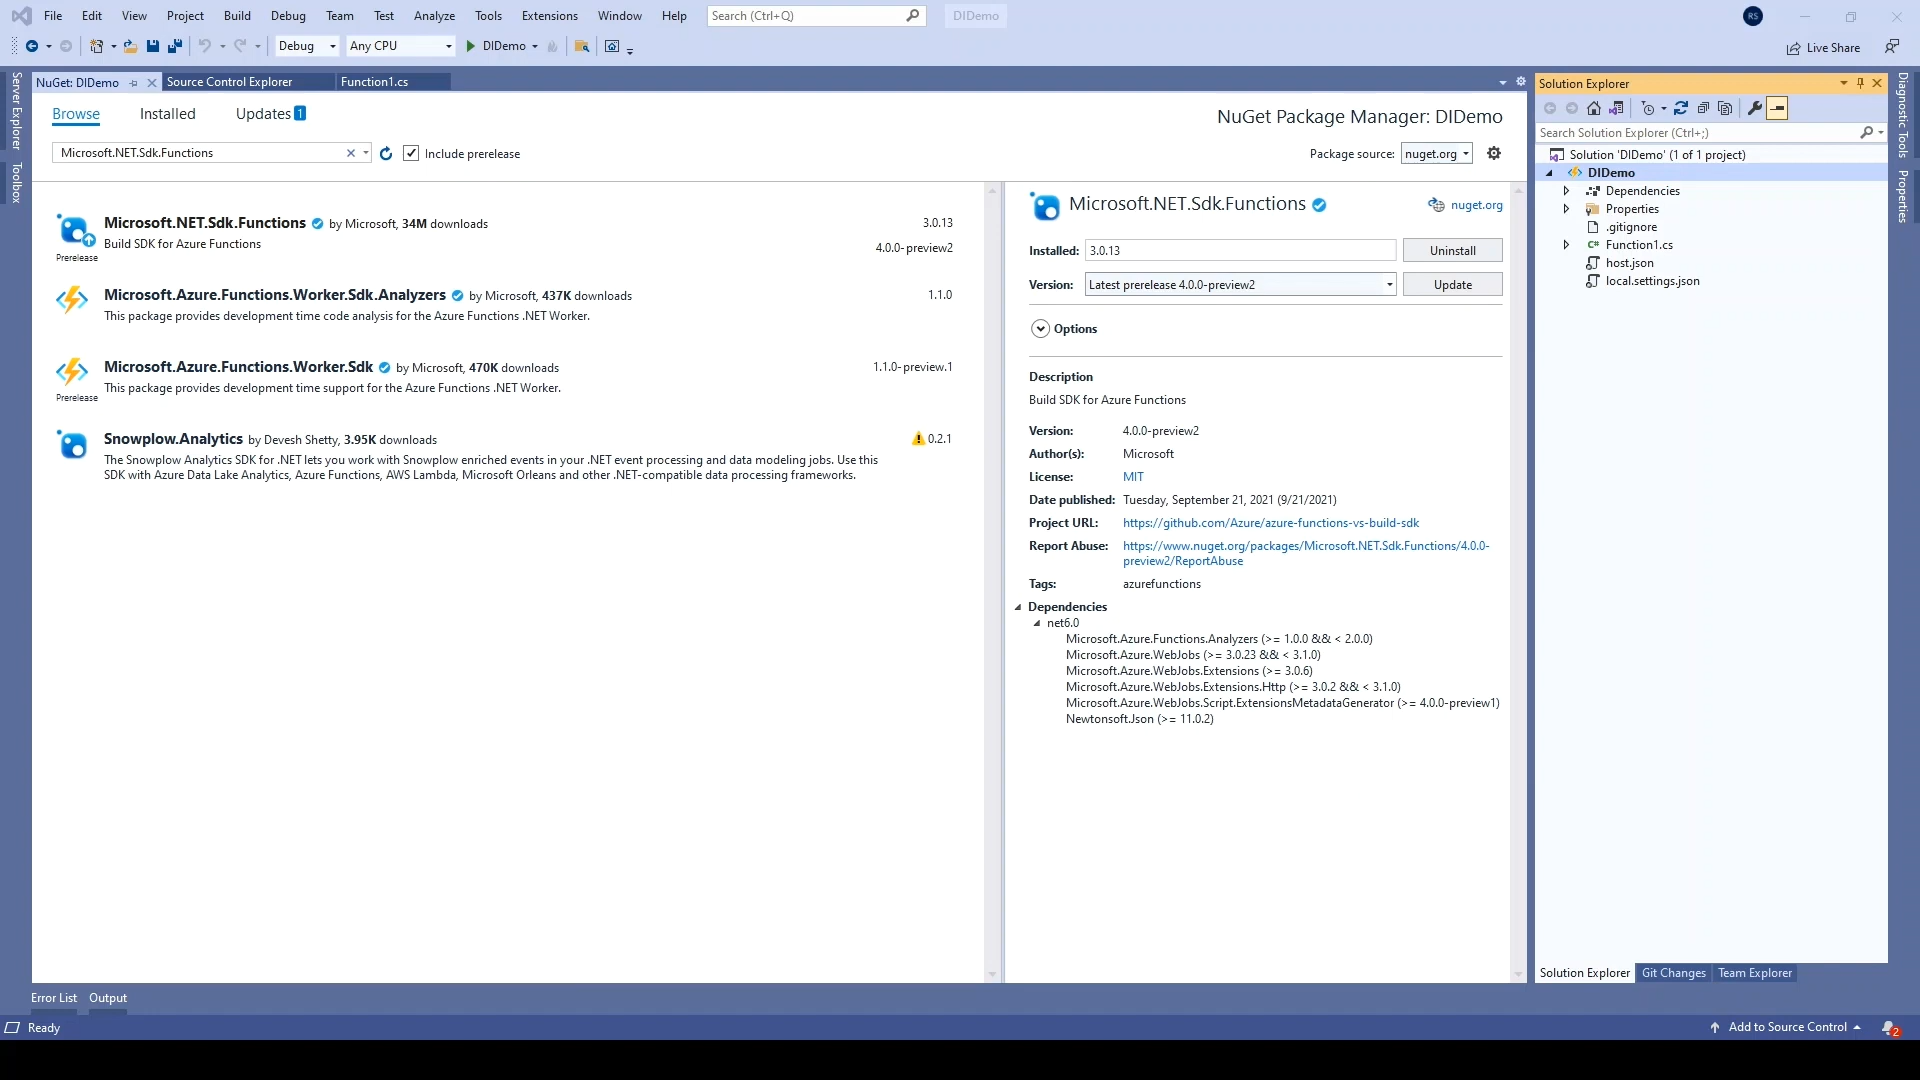 File Edit View Project Build Debug Team Test Analyze Tools Extensions Window Help Search (Ctrl+Q) DIDemo RS
Debug Any CPU DIDemo Live Share
Server Explorer
Toolbox
NuGet: DIDemo Source Control Explorer Function1.cs
Browse Installed Updates 1
NuGet Package Manager: DIDemo
Microsoft.NET.Sdk.Functions Include prerelease
Package source: nuget.org
Microsoft.NET.Sdk.Functions by Microsoft, 34M downloads 3.0.13
Build SDK for Azure Functions 4.0.0-preview2
Prerelease
Microsoft.Azure.Functions.Worker.Sdk.Analyzers by Microsoft, 437K downloads 1.1.0
This package provides development time code analysis for the Azure Functions .NET Worker.
Microsoft.Azure.Functions.Worker.Sdk by Microsoft, 470K downloads 1.1.0-preview.1
This package provides development time support for the Azure Functions .NET Worker.
Prerelease
Snowplow.Analytics by Devesh Shetty, 3.95K downloads 0.2.1
The Snowplow Analytics SDK for .NET lets you work with Snowplow enriched events in your .NET event processing and data modeling jobs. Use this
SDK with Azure Data Lake Analytics, Azure Functions, AWS Lambda, Microsoft Orleans and other .NET-compatible data processing frameworks.
Microsoft.NET.Sdk.Functions nuget.org
Installed: 3.0.13 Uninstall
Version: Latest prerelease 4.0.0-preview2 Update
Options
Description
Build SDK for Azure Functions
Version: 4.0.0-preview2
Author(s): Microsoft
License: MIT
Date published: Tuesday, September 21, 2021 (9/21/2021)
Project URL: https://github.com/Azure/azure-functions-vs-build-sdk
Report Abuse: https://www.nuget.org/packages/Microsoft.NET.Sdk.Functions/4.0.0-
preview2/ReportAbuse
Tags: azurefunctions
Dependencies
net6.0
Microsoft.Azure.Functions.Analyzers (>= 1.0.0 && < 2.0.0)
Microsoft.Azure.WebJobs (>= 3.0.23 && < 3.1.0)
Microsoft.Azure.WebJobs.Extensions (>= 3.0.6)
Microsoft.Azure.WebJobs.Extensions.Http (>= 3.0.2 && < 3.1.0)
Microsoft.Azure.WebJobs.Script.ExtensionsMetadataGenerator (>= 4.0.0-preview1)
Newtonsoft.Json (>= 11.0.2)
Solution Explorer
Search Solution Explorer (Ctrl+;)
Solution 'DIDemo' (1 of 1 project)
DIDemo
Dependencies
Properties
.gitignore
C# Function1.cs
host.json
local.settings.json
Solution Explorer Git Changes Team Explorer
Diagnostic Tools
Properties
Error List Output
Ready Add to Source Control 2